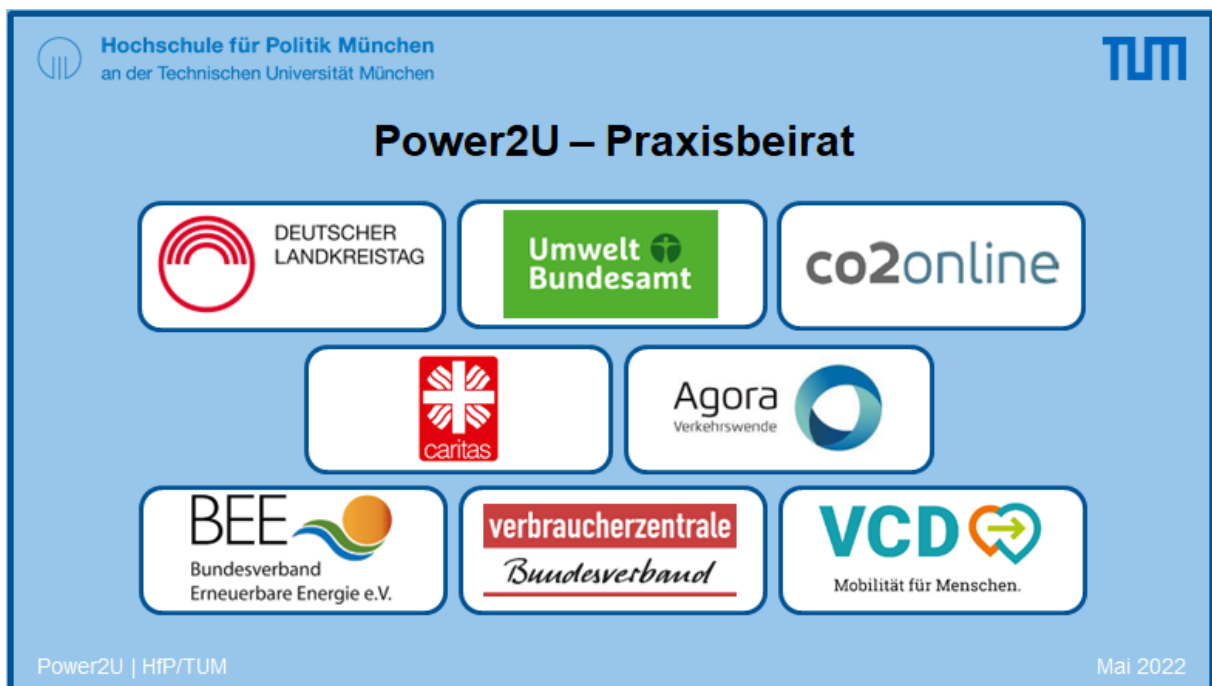 Hochschule für Politik München
an der Technischen Universität München
TUM
Power2U – Praxisbeirat
DEUTSCHER
LANDKREISTAG
Umwelt
Bundesamt
co2online
caritas
Agora
Verkehrswende
BEE
Bundesverband
Erneuerbare Energie e.V.
verbraucherzentrale
Bundesverband
VCD
Mobilität für Menschen.
Power2U | HfP/TUM
Mai 2022